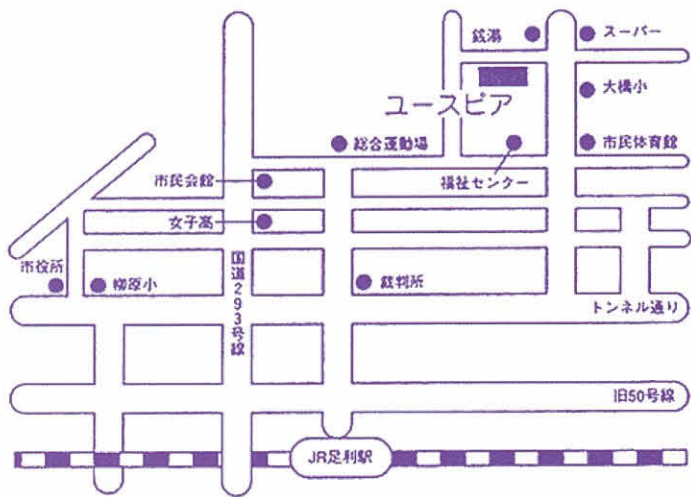 銭湯
スーパー
大橋小
ユースピア
総合運動場
市民体育館
市民会館
福祉センター
女子高
市役所
柳原小
国道293号線
裁判所
トンネル通り
旧50号線
JR足利駅